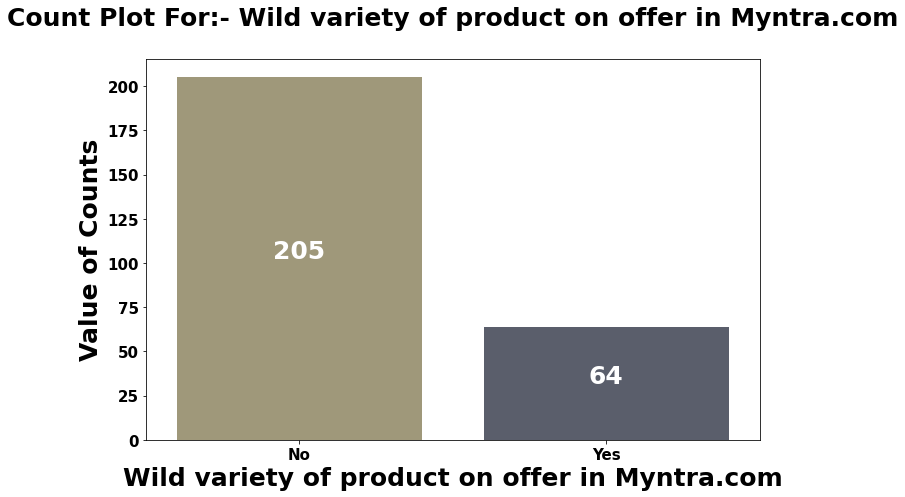 Count Plot For:- Wild variety of product on offer in Myntra.com
Value of Counts
200
175
150
125
100
75
50
25
0
205
64
No
Yes
Wild variety of product on offer in Myntra.com